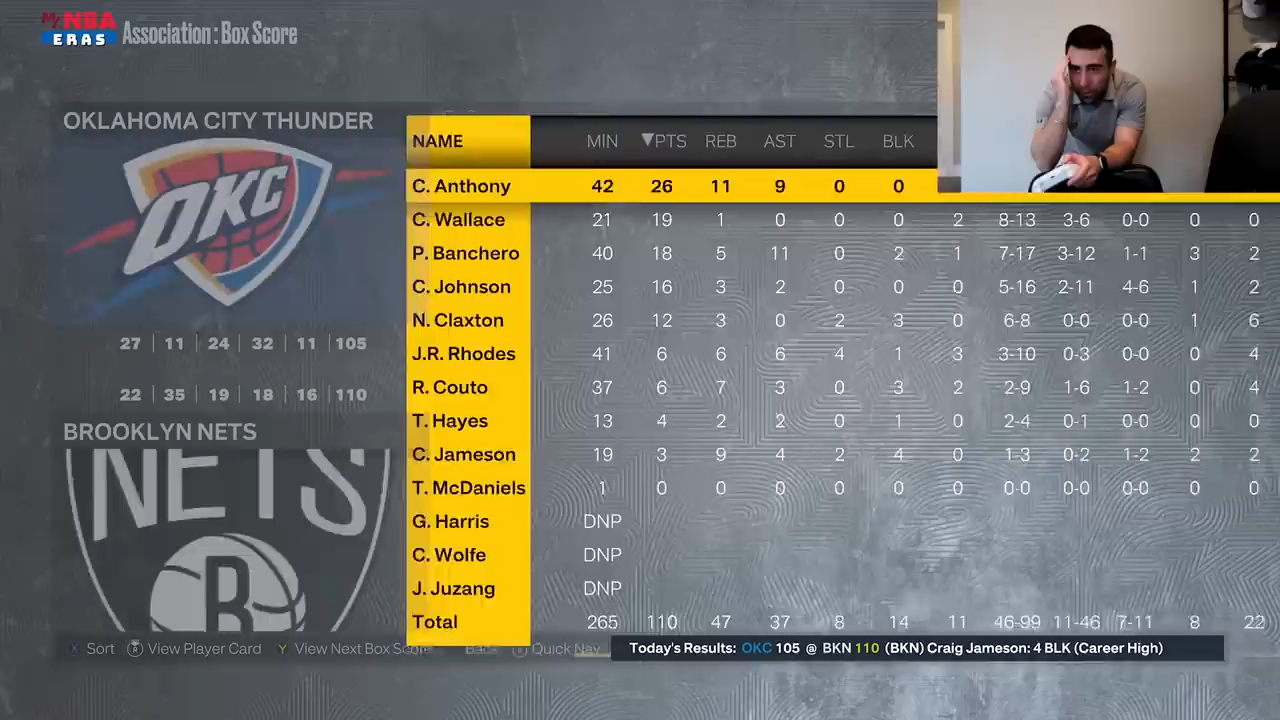 My NBA
ERAS
Association: Box Score
OKLAHOMA CITY THUNDER
OKC
27 11 24 32 11 105
22 35 19 18 16 110
BROOKLYN NETS
NETS
B
NAME MIN ▼PTS REB AST STL BLK
C. Anthony 42 26 11 9 0 0
C. Wallace 21 19 1 0 0 0 2 8-13 3-6 0-0 0 0
P. Banchero 40 18 5 11 0 2 1 7-17 3-12 1-1 3 2
C. Johnson 25 16 3 2 0 0 0 5-16 2-11 4-6 1 2
N. Claxton 26 12 3 0 2 3 0 6-8 0-0 0-0 1 6
J.R. Rhodes 41 6 6 6 4 1 3 3-10 0-3 0-0 0 4
R. Couto 37 6 7 3 0 3 2 2-9 1-6 1-2 0 4
T. Hayes 13 4 2 2 0 1 0 2-4 0-1 0-0 0 0
C. Jameson 19 3 9 4 2 4 0 1-3 0-2 1-2 2 2
T. McDaniels 1 0 0 0 0 0 0 0-0 0-0 0-0 0 0
G. Harris DNP
C. Wolfe DNP
J. Juzang DNP
Total 265 110 47 37 8 14 11 46-99 11-46 7-11 8 22
X Sort R View Player Card Y View Next Box Score Back Quick Nav
Today's Results: OKC 105 @ BKN 110 (BKN) Craig Jameson: 4 BLK (Career High)